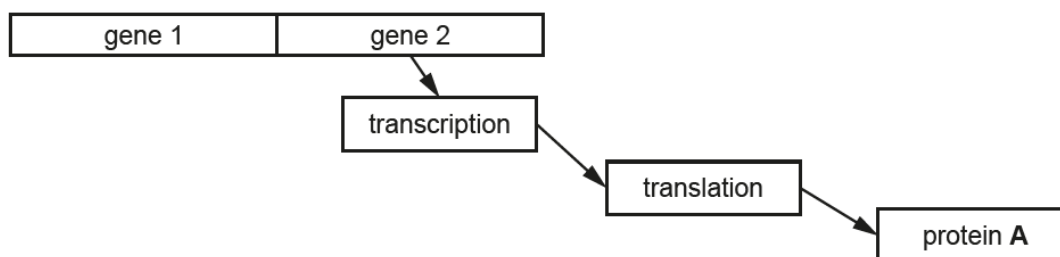 gene 1
gene 2
transcription
translation
protein A